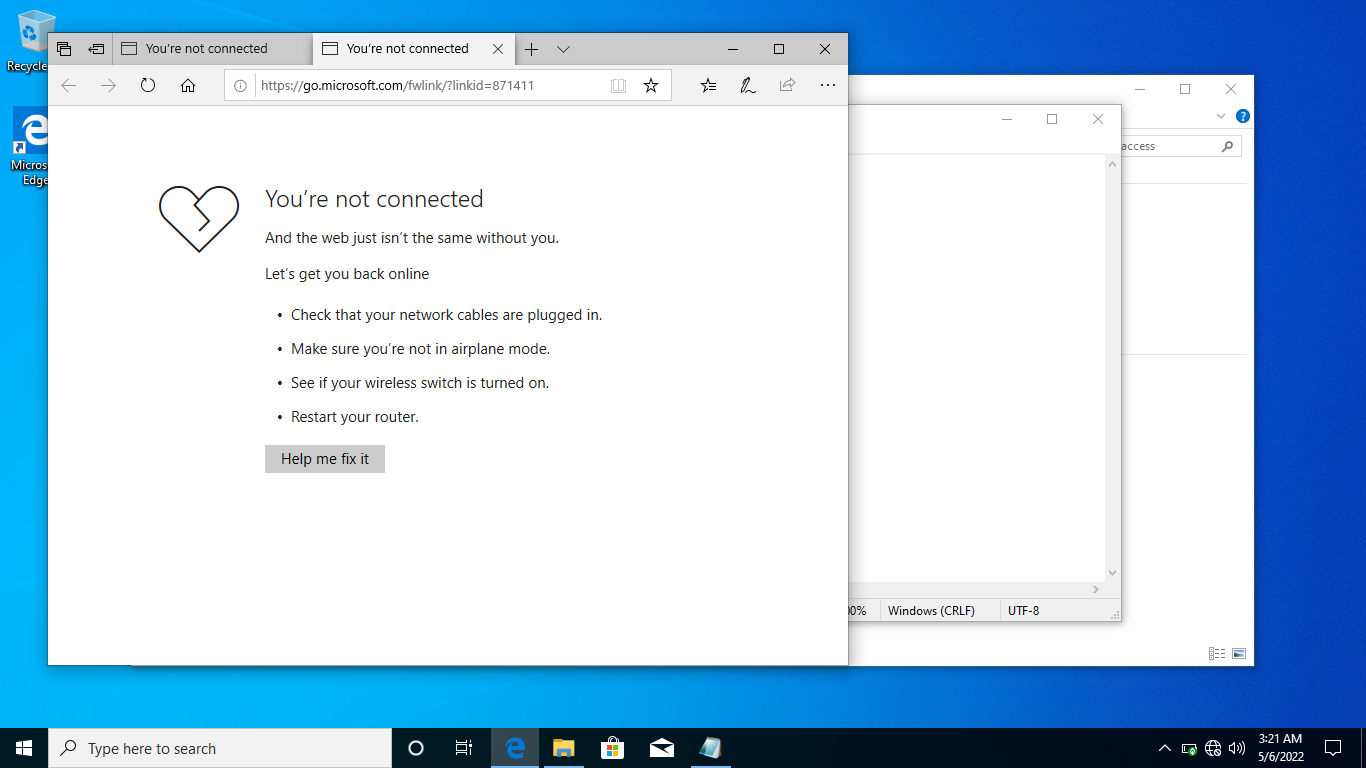 Recycle
Micros
Edge
You're not connected
You're not connected
https://go.microsoft.com/fwlink/?linkid=871411
You're not connected
And the web just isn't the same without you.
Let's get you back online
• Check that your network cables are plugged in.
• Make sure you're not in airplane mode.
• See if your wireless switch is turned on.
• Restart your router.
Help me fix it
access
Windows (CRLF)
UTF-8
Type here to search
3:21 AM
5/6/2022